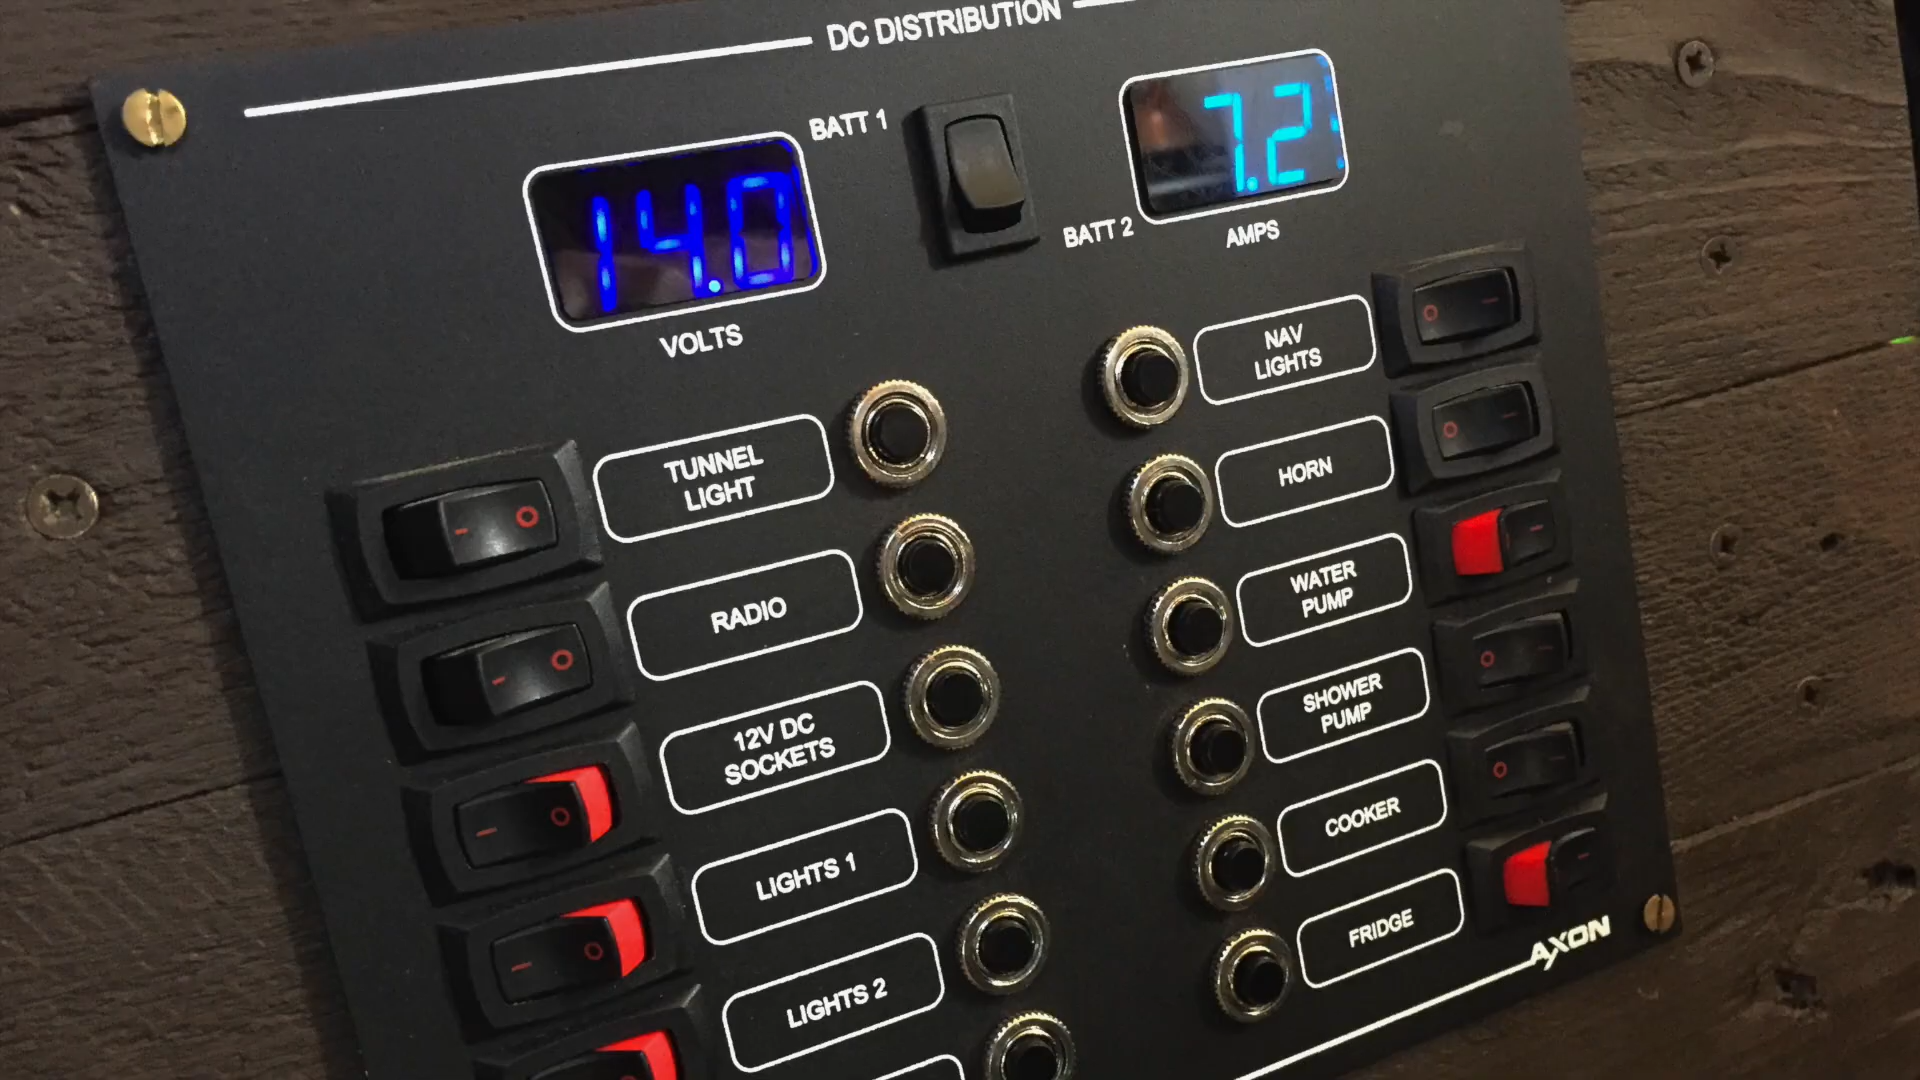 DC DISTRIBUTION
BATT 1
14.0
7.2
BATT 2
VOLTS
AMPS
TUNNEL
LIGHT
RADIO
12V DC
SOCKETS
LIGHTS 1
LIGHTS 2
NAV
LIGHTS
HORN
WATER
PUMP
SHOWER
PUMP
COOKER
FRIDGE
AXON